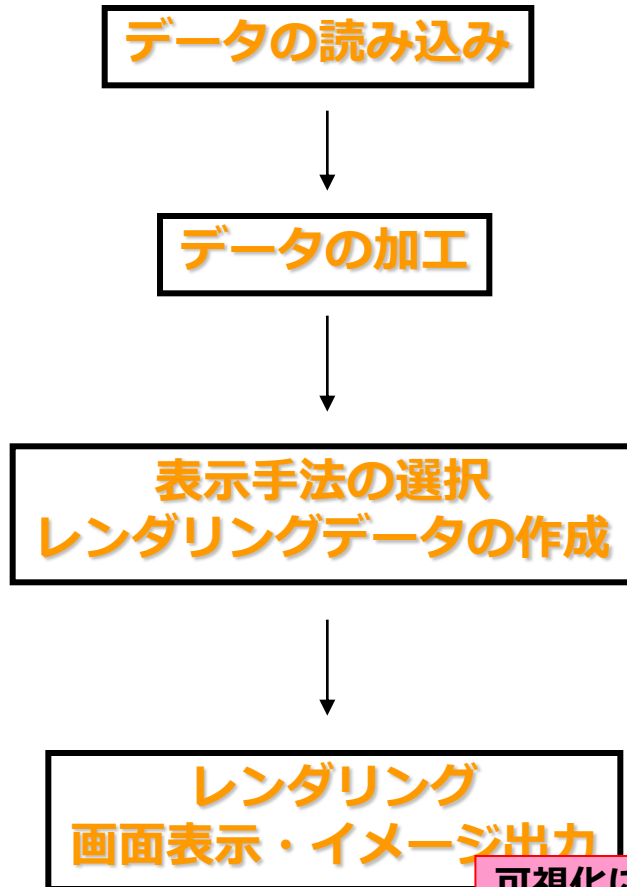 データの読み込み
データの加工
表示手法の選択
レンダリングデータの作成
レンダリング
画面表示・イメージ出力
可視化に